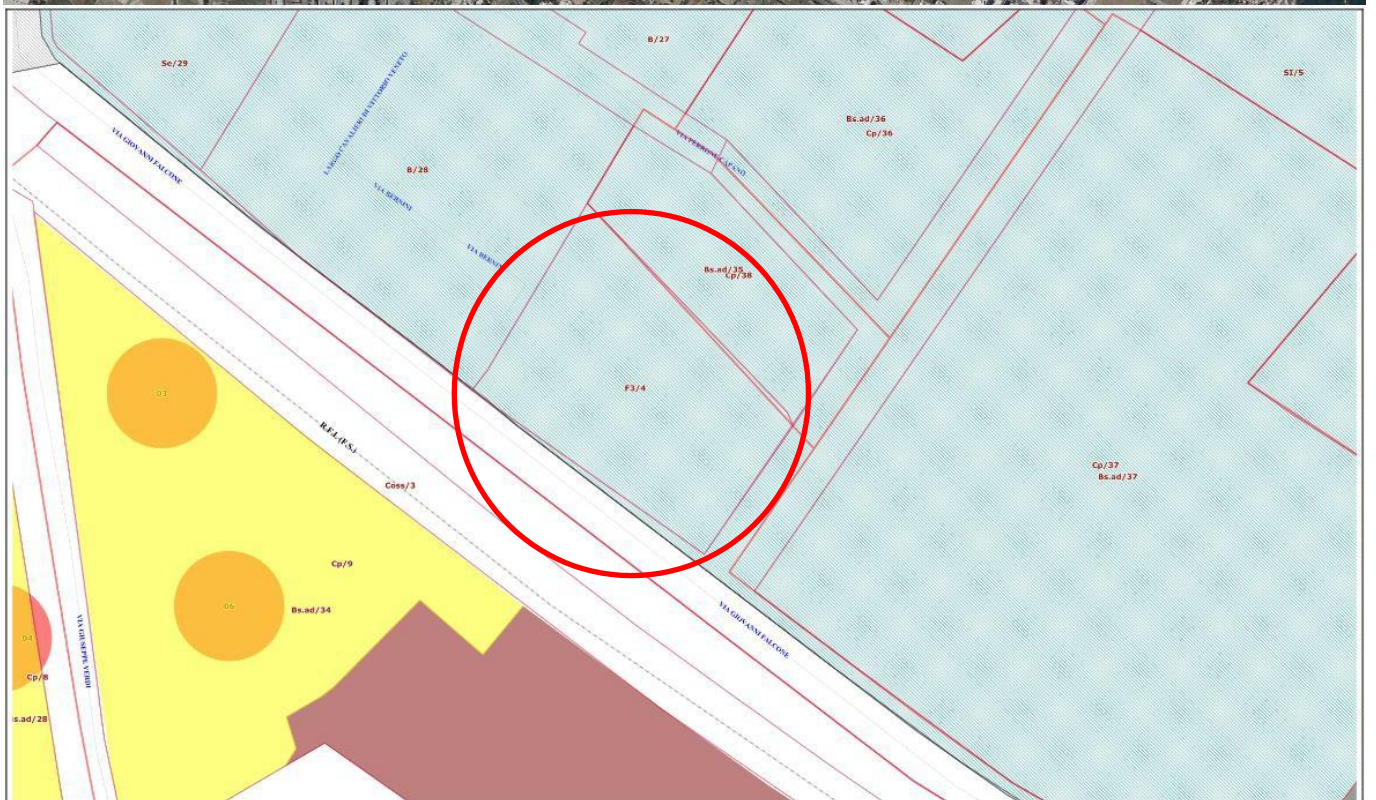 B/27
Se/29
SI/5
LARGO CAVALIERI DI VITTORIO VENETO
Bs.ad/36
Cp/36
VIA GIOVANNI FALCONE
VIA PERRONE CAPANO
B/28
VIA BERNINI
VIA BERNINI
Bs.ad/35
Cp/38
F3/4
03
R.F.I. (F.S.)
Cp/37
Bs.ad/37
Coss/3
Cp/9
06
Bs.ad/34
VIA GIOVANNI FALCONE
04
VIA GIUSEPPE VERDI
Cp/8
s.ad/28